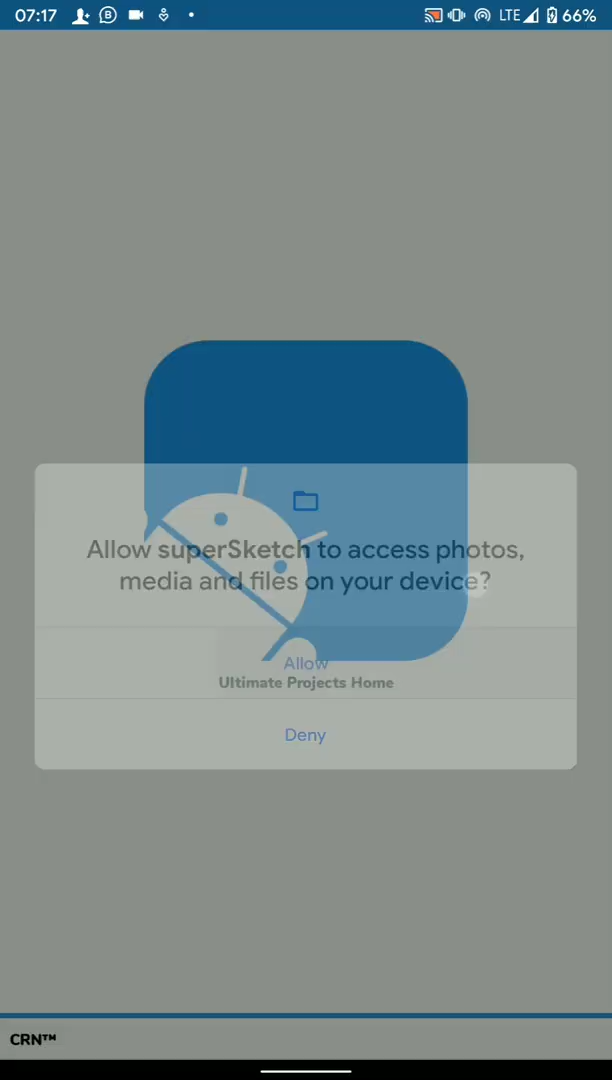 07:17
B
LTE
66%
Allow superSketch to access photos,
media and files on your device?
Allow
Ultimate Projects Home
Deny
CRN™